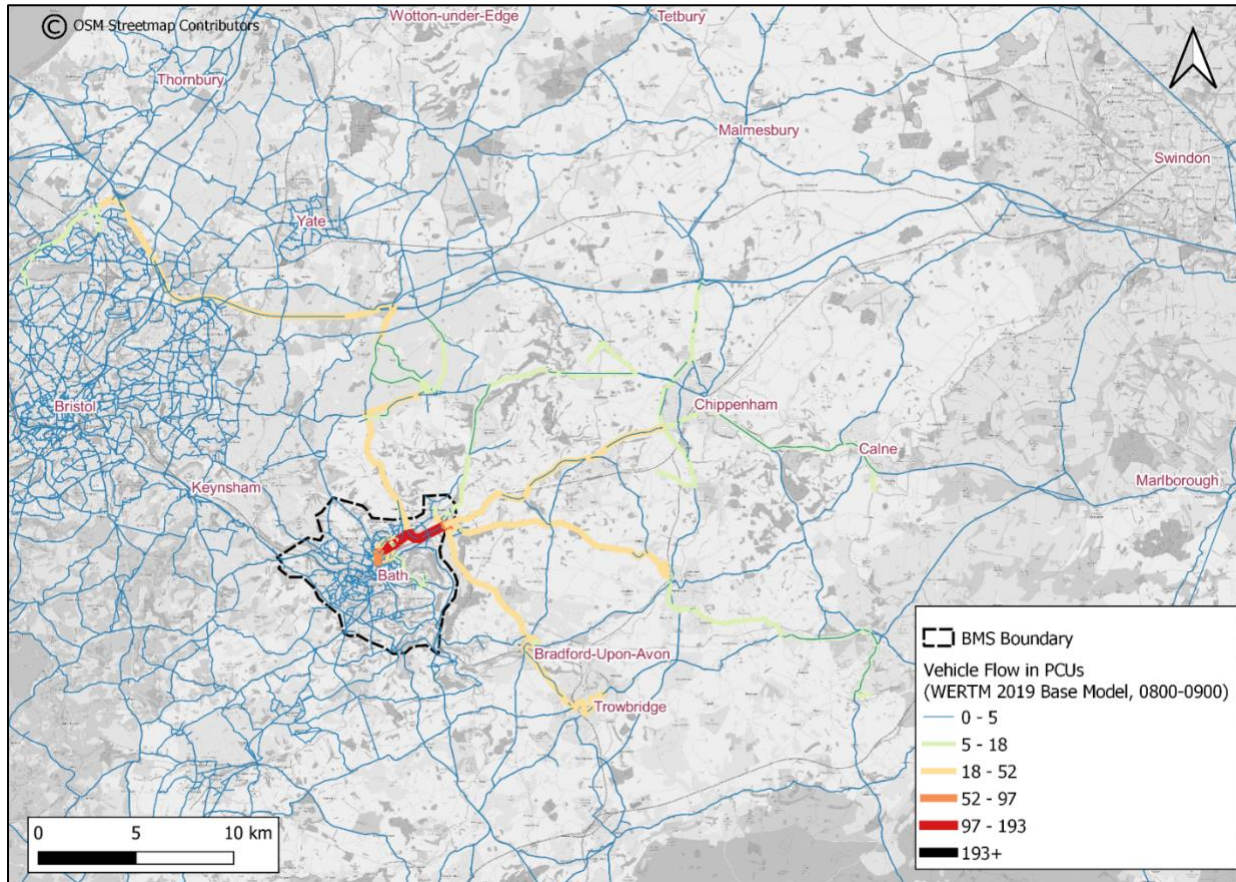 © OSM Streetmap Contributors
Wotton-under-Edge
Tetbury
Thornbury
Malmesbury
Swindon
Yate
Bristol
Chippenham
Calne
Keynsham
Marlborough
Bath
Bradford-Upon-Avon
Trowbridge
BMS Boundary
Vehicle Flow in PCUs
(WERTM 2019 Base Model, 0800-0900)
0 - 5
5 - 18
18 - 52
52 - 97
97 - 193
193+
0 5 10 km